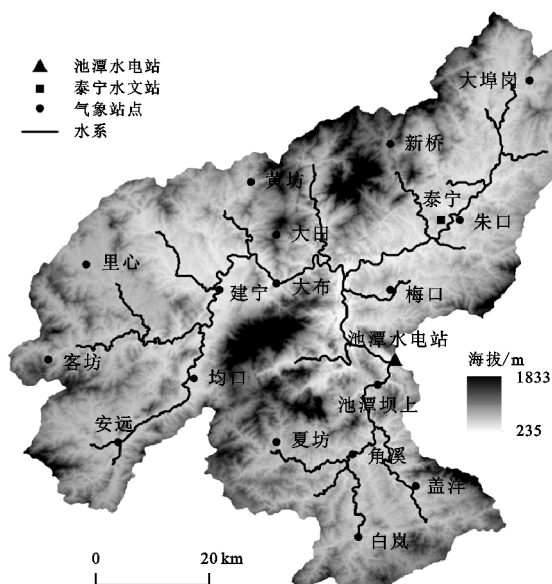 池潭水电站
泰宁水文站
气象站点
水系
大埠岗
新桥
黄坊
泰宁
朱口
大田
里心
建宁
大布
梅口
池潭水电站
客坊
均口
海拔/m
1833
235
池潭坝上
安远
夏坊
角溪
盖洋
白岚
0 20 km